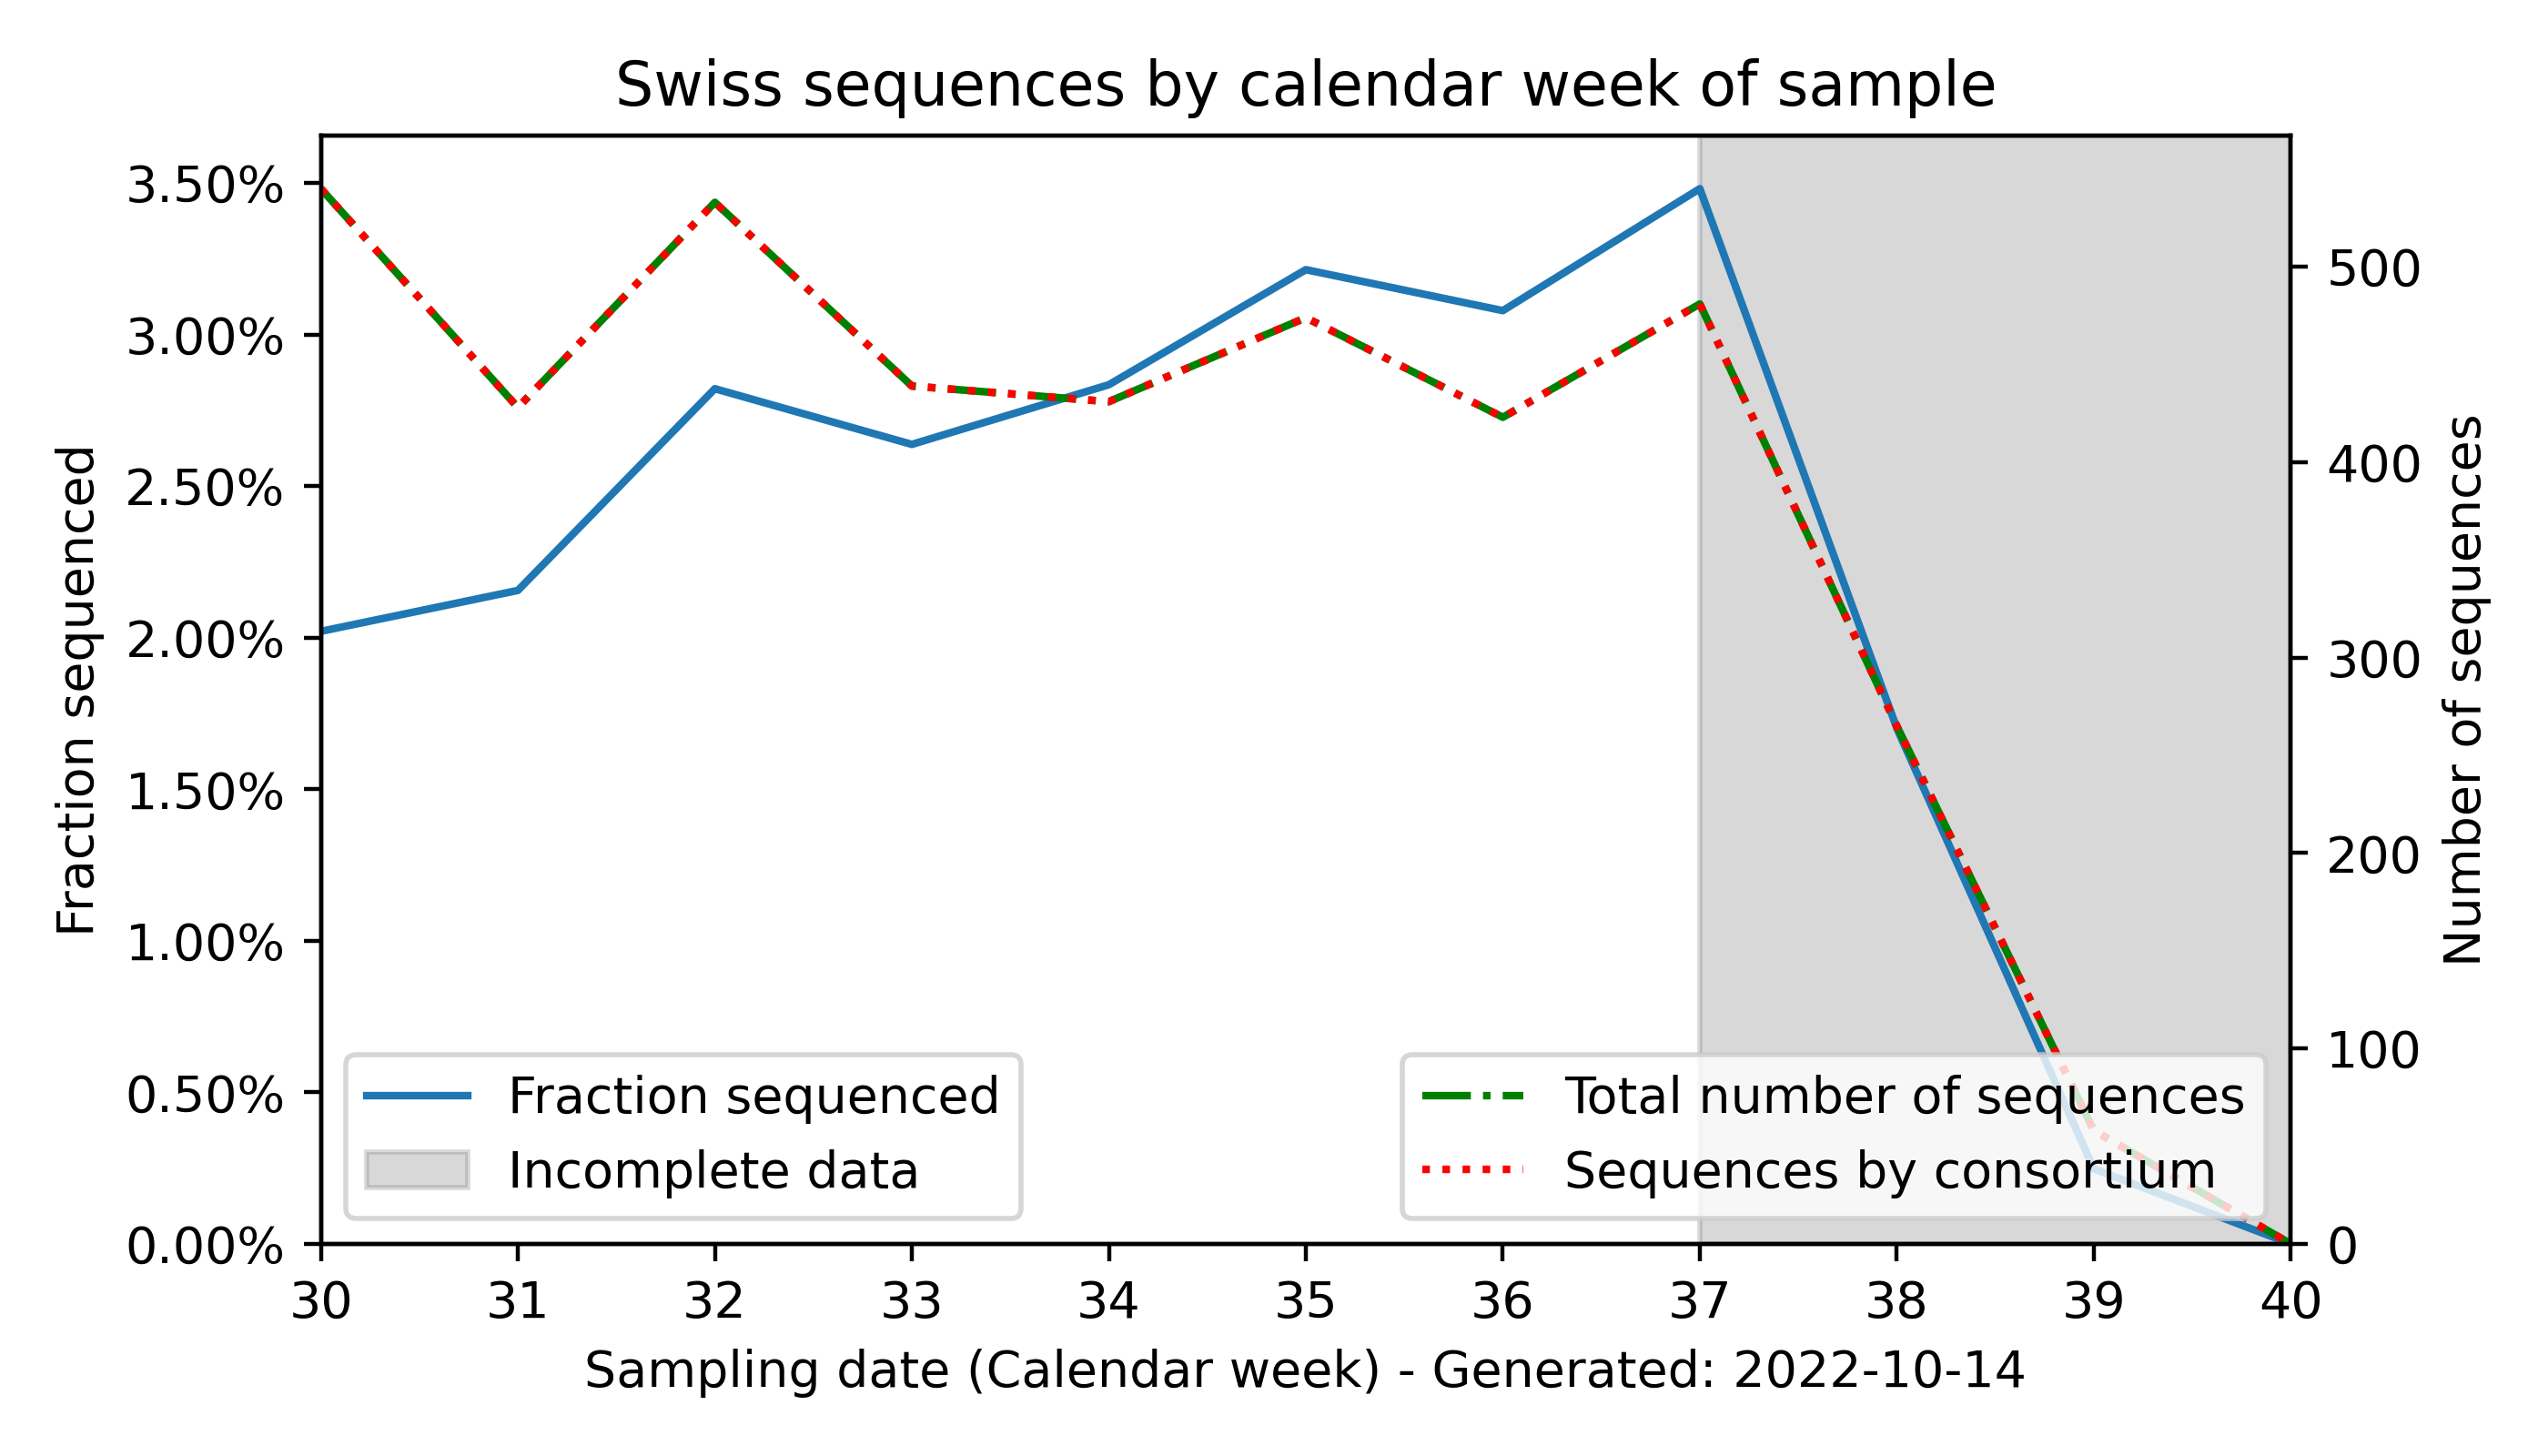 Swiss sequences by calendar week of sample
3.50%
3.00%
2.50%
2.00%
1.50%
1.00%
0.50%
0.00%
Fraction sequenced
500
400
300
200
100
0
Number of sequences
Fraction sequenced
Incomplete data
Total number of sequences
Sequences by consortium
30 31 32 33 34 35 36 37 38 39 40
Sampling date (Calendar week) - Generated: 2022-10-14